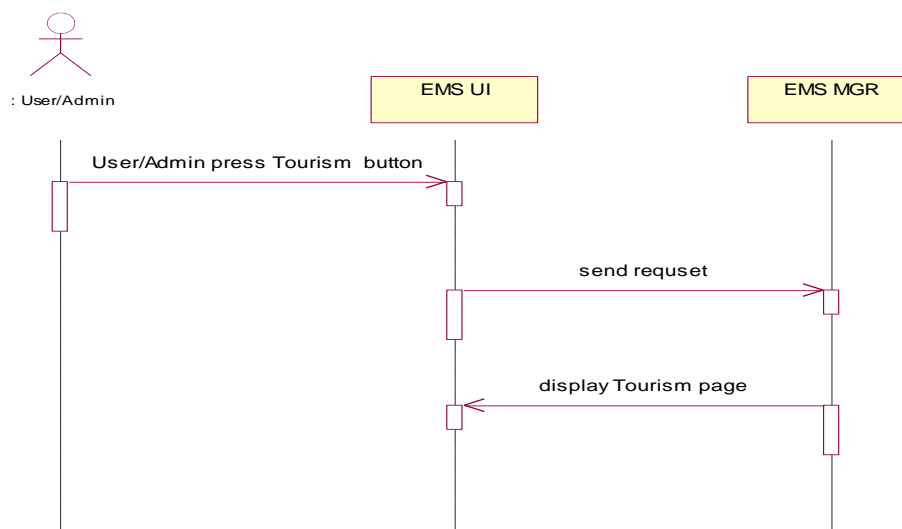 : User/Admin
EMS UI
EMS MGR
User/Admin press Tourism button
send requset
display Tourism page